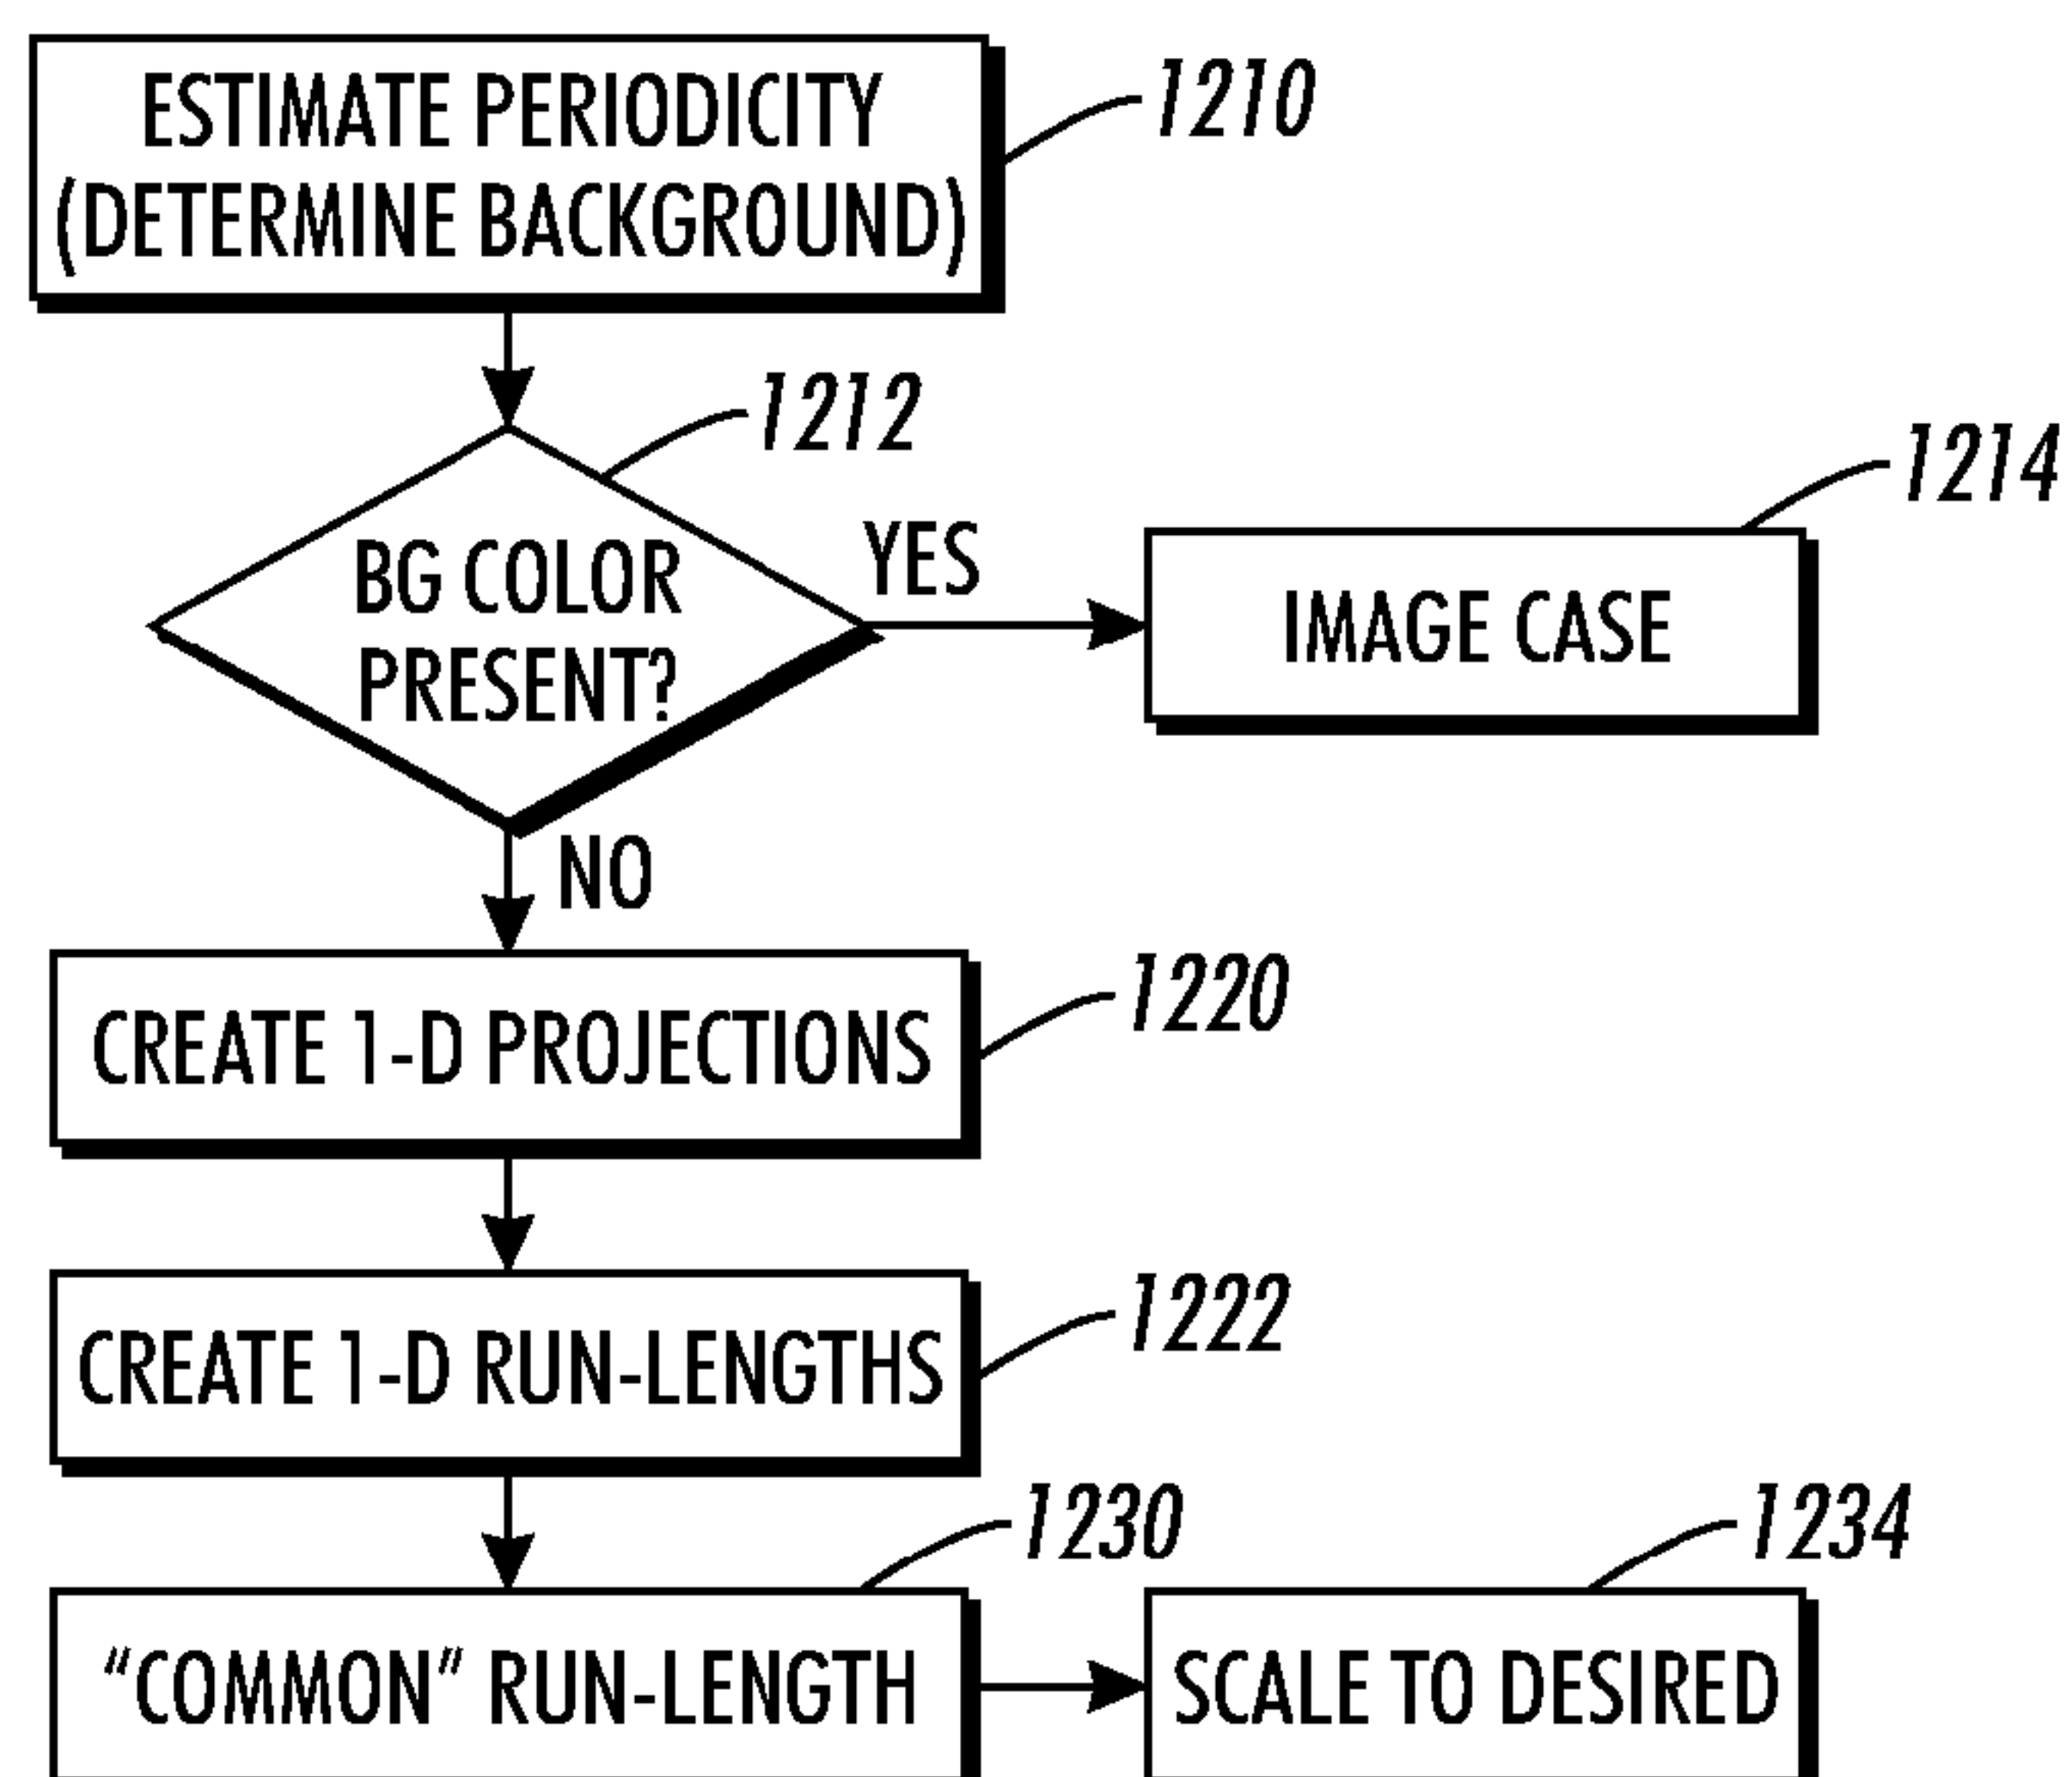 ESTIMATE PERIODICITY
(DETERMINE BACKGROUND)
1210
1212
BG COLOR
PRESENT?
YES
1214
IMAGE CASE
NO
CREATE 1-D PROJECTIONS
1220
CREATE 1-D RUN-LENGTHS
1222
1230
"COMMON" RUN-LENGTH
1234
SCALE TO DESIRED